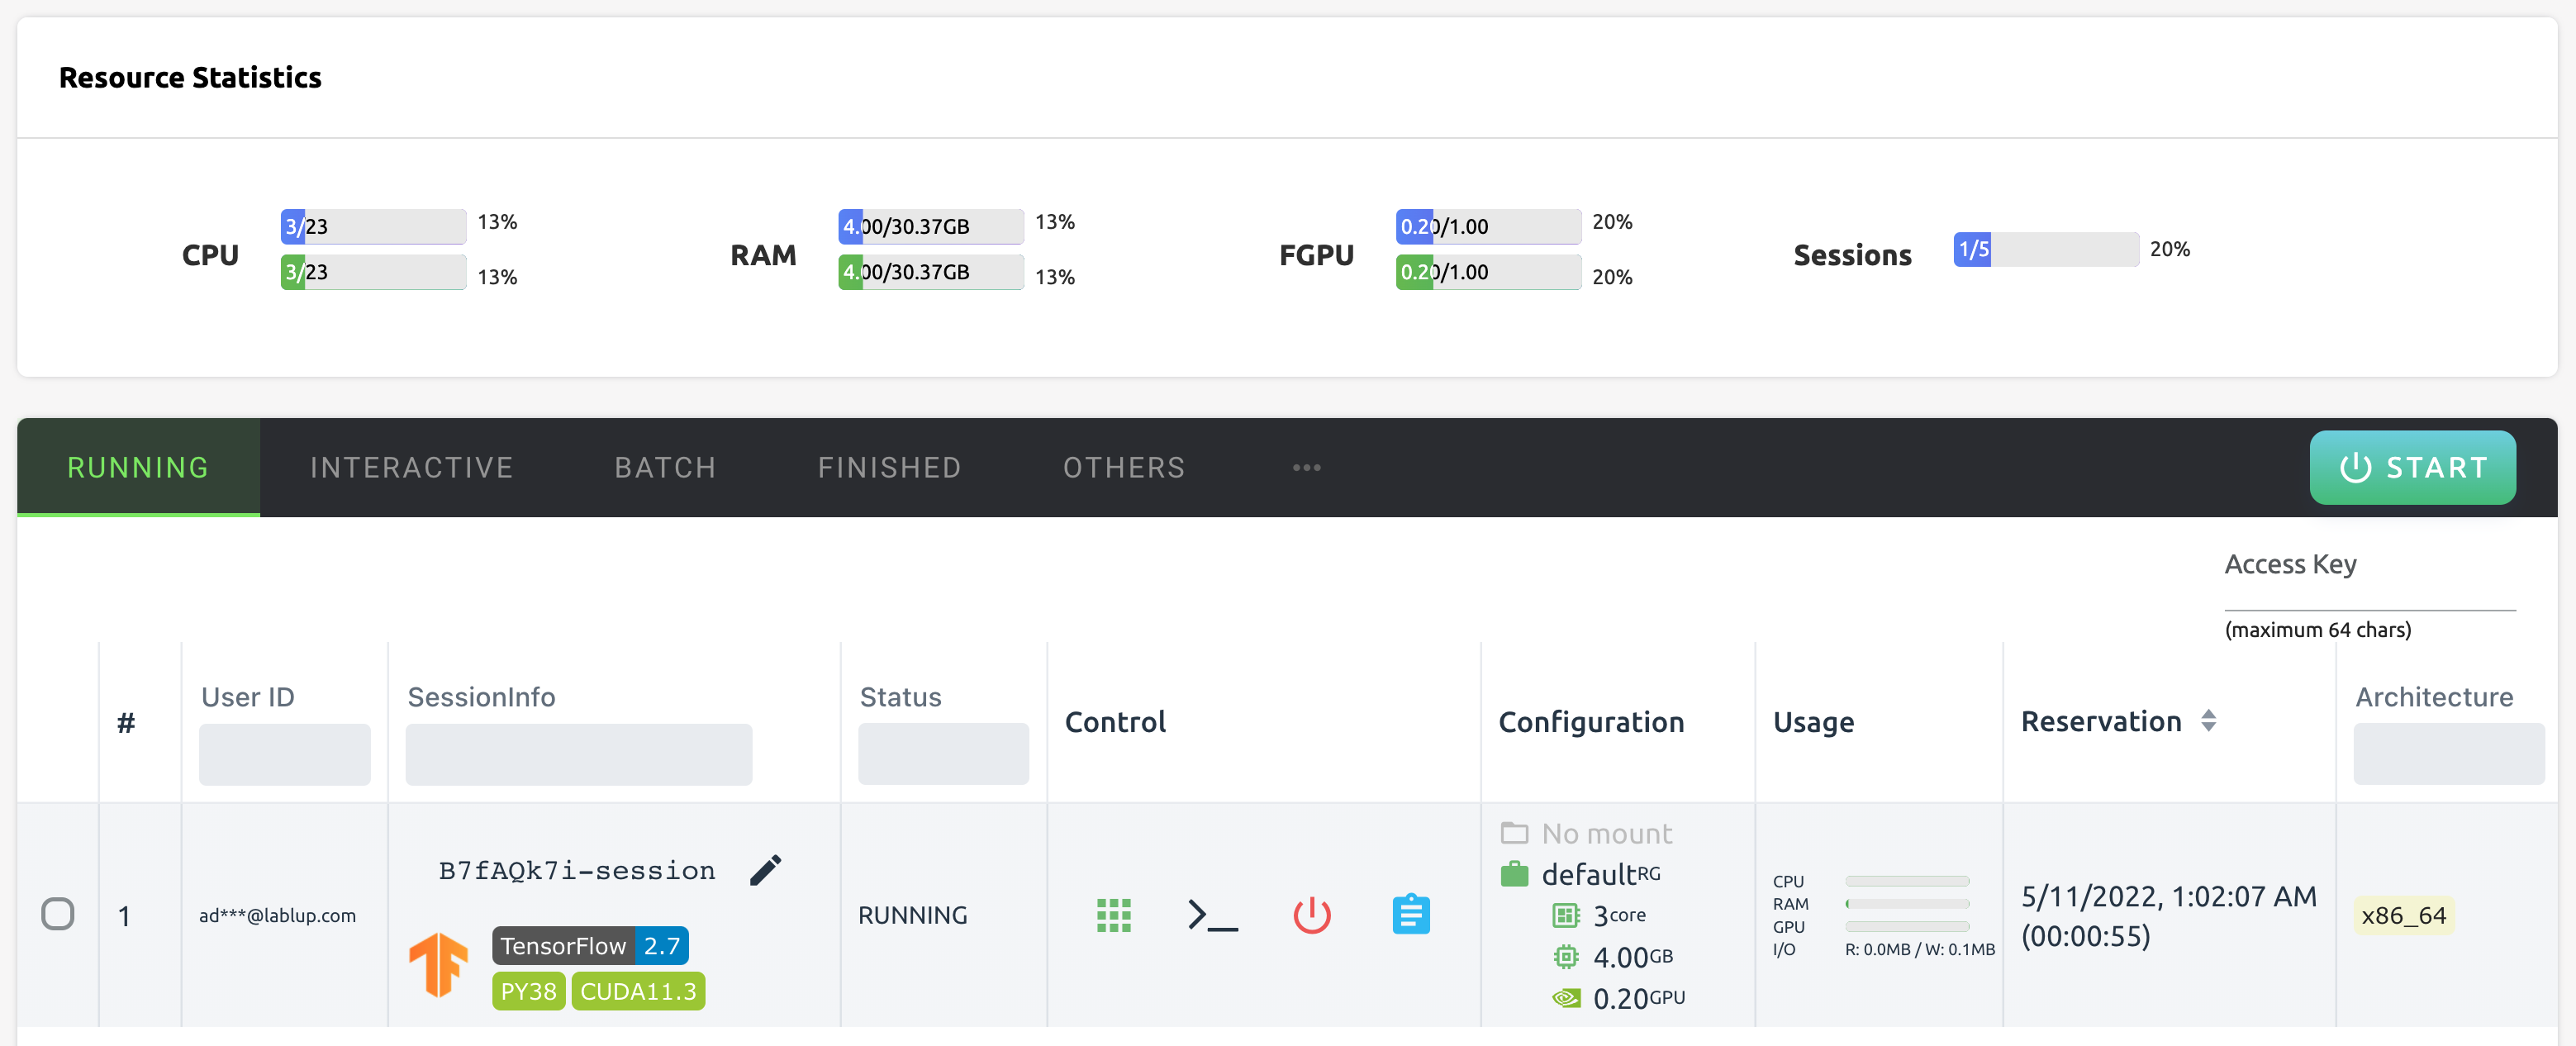 Resource Statistics
CPU
3/23
13%
3/23
13%
RAM
4.00/30.37GB
13%
4.00/30.37GB
13%
FGPU
0.20/1.00
20%
0.20/1.00
20%
Sessions
1/5
20%
RUNNING INTERACTIVE BATCH FINISHED OTHERS ••• START
Access Key
(maximum 64 chars)
# User ID SessionInfo Status Control Configuration Usage Reservation Architecture
1
ad***@lablup.com
B7fAQk7i-session
TensorFlow 2.7
PY38 CUDA11.3
RUNNING
No mount
defaultRG
3core
4.00GB
0.20GPU
CPU
RAM
GPU
I/O R: 0.0MB / W: 0.1MB
5/11/2022, 1:02:07 AM
(00:00:55)
x86_64